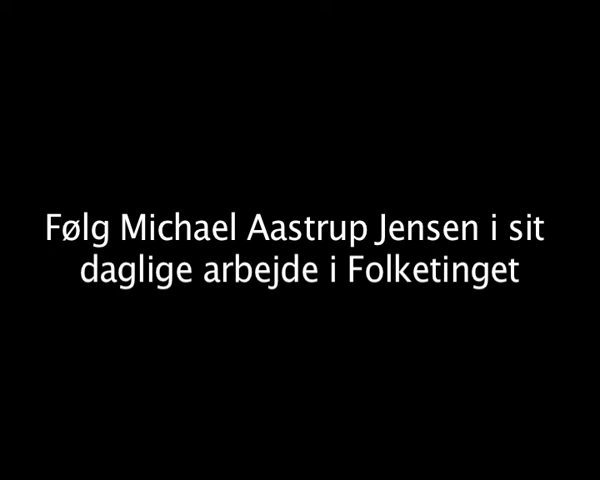 Følg Michael Aastrup Jensen i sit
daglige arbejde i Folketinget